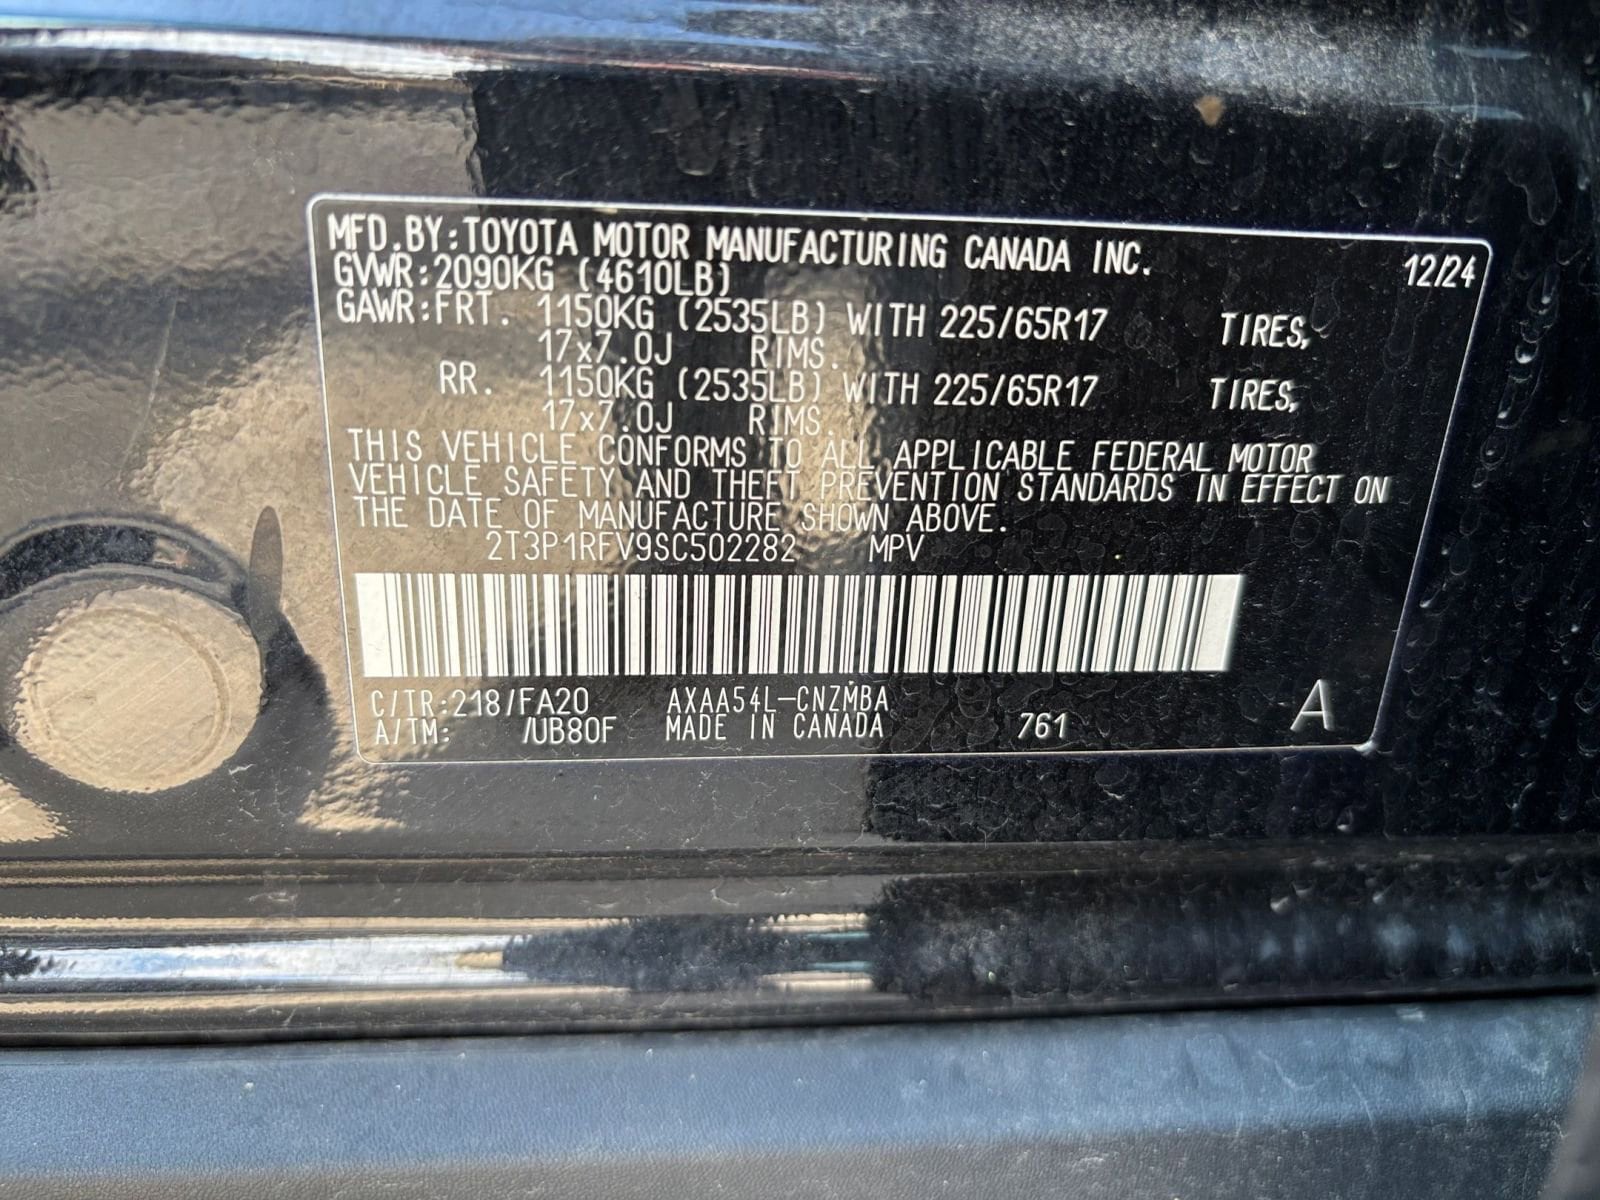 MFD.BY:TOYOTA MOTOR MANUFACTURING CANADA INC. 12/24
GVWR:2090KG (4610LB)
GAWR:FRT. 1150KG (2535LB) WITH 225/65R17 TIRES,
17x7.0J RIMS.
RR. 1150KG (2535LB) WITH 225/65R17 TIRES,
17x7.0J RIMS.
THIS VEHICLE CONFORMS TO ALL APPLICABLE FEDERAL MOTOR
VEHICLE SAFETY AND THEFT PREVENTION STANDARDS IN EFFECT ON
THE DATE OF MANUFACTURE SHOWN ABOVE.
2T3P1RFV9SC502282 MPV
C/TR:218/FA20 AXAA54L-CNZMBA
A/TM: /UB80F MADE IN CANADA 761 A